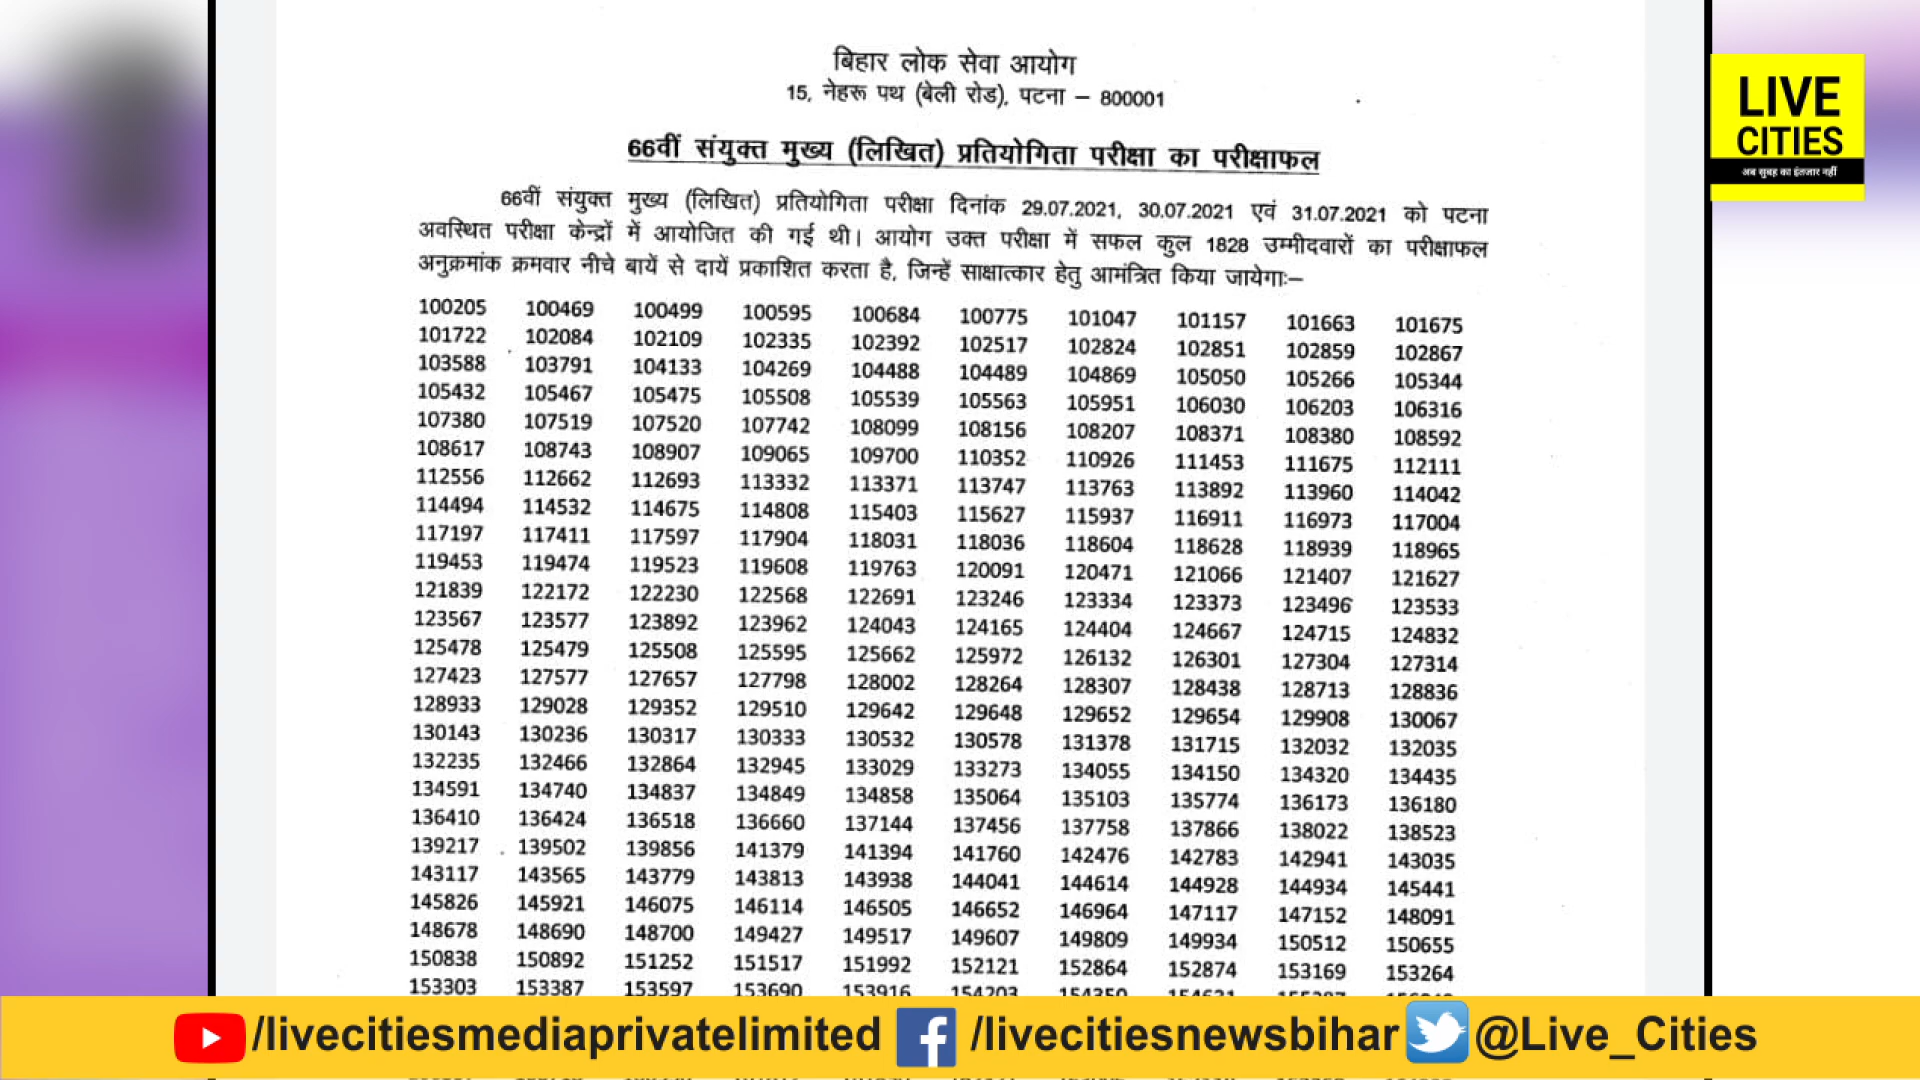 बिहार लोक सेवा आयोग
15, नेहरू पथ (बेली रोड), पटना – 800001
66वीं संयुक्त मुख्य (लिखित) प्रतियोगिता परीक्षा का परीक्षाफल
66वीं संयुक्त मुख्य (लिखित) प्रतियोगिता परीक्षा दिनांक 29.07.2021, 30.07.2021 एवं 31.07.2021 को पटना
अवस्थित परीक्षा केन्द्रों में आयोजित की गई थी। आयोग उक्त परीक्षा में सफल कुल 1828 उम्मीदवारों का परीक्षाफल
अनुक्रमांक क्रमवार नीचे बायें से दायें प्रकाशित करता है, जिन्हें साक्षात्कार हेतु आमंत्रित किया जायेगाः–
100205 100469 100499 100595 100684 100775 101047 101157 101663 101675
101722 102084 102109 102335 102392 102517 102824 102851 102859 102867
103588 103791 104133 104269 104488 104489 104869 105050 105266 105344
105432 105467 105475 105508 105539 105563 105951 106030 106203 106316
107380 107519 107520 107742 108099 108156 108207 108371 108380 108592
108617 108743 108907 109065 109700 110352 110926 111453 111675 112111
112556 112662 112693 113332 113371 113747 113763 113892 113960 114042
114494 114532 114675 114808 115403 115627 115937 116911 116973 117004
117197 117411 117597 117904 118031 118036 118604 118628 118939 118965
119453 119474 119523 119608 119763 120091 120471 121066 121407 121627
121839 122172 122230 122568 122691 123246 123334 123373 123496 123533
123567 123577 123892 123962 124043 124165 124404 124667 124715 124832
125478 125479 125508 125595 125662 125972 126132 126301 127304 127314
127423 127577 127657 127798 128002 128264 128307 128438 128713 128836
128933 129028 129352 129510 129642 129648 129652 129654 129908 130067
130143 130236 130317 130333 130532 130578 131378 131715 132032 132035
132235 132466 132864 132945 133029 133273 134055 134150 134320 134435
134591 134740 134837 134849 134858 135064 135103 135774 136173 136180
136410 136424 136518 136660 137144 137456 137758 137866 138022 138523
139217 139502 139856 141379 141394 141760 142476 142783 142941 143035
143117 143565 143779 143813 143938 144041 144614 144928 144934 145441
145826 145921 146075 146114 146505 146652 146964 147117 147152 148091
148678 148690 148700 149427 149517 149607 149809 149934 150512 150655
150838 150892 151252 151517 151992 152121 152864 152874 153169 153264
153303 153387 153597 153690 153916
LIVE
CITIES
अब सुबह का इंतजार नहीं
/livecitiesmediaprivatelimited /livecitiesnewsbihar @Live_Cities